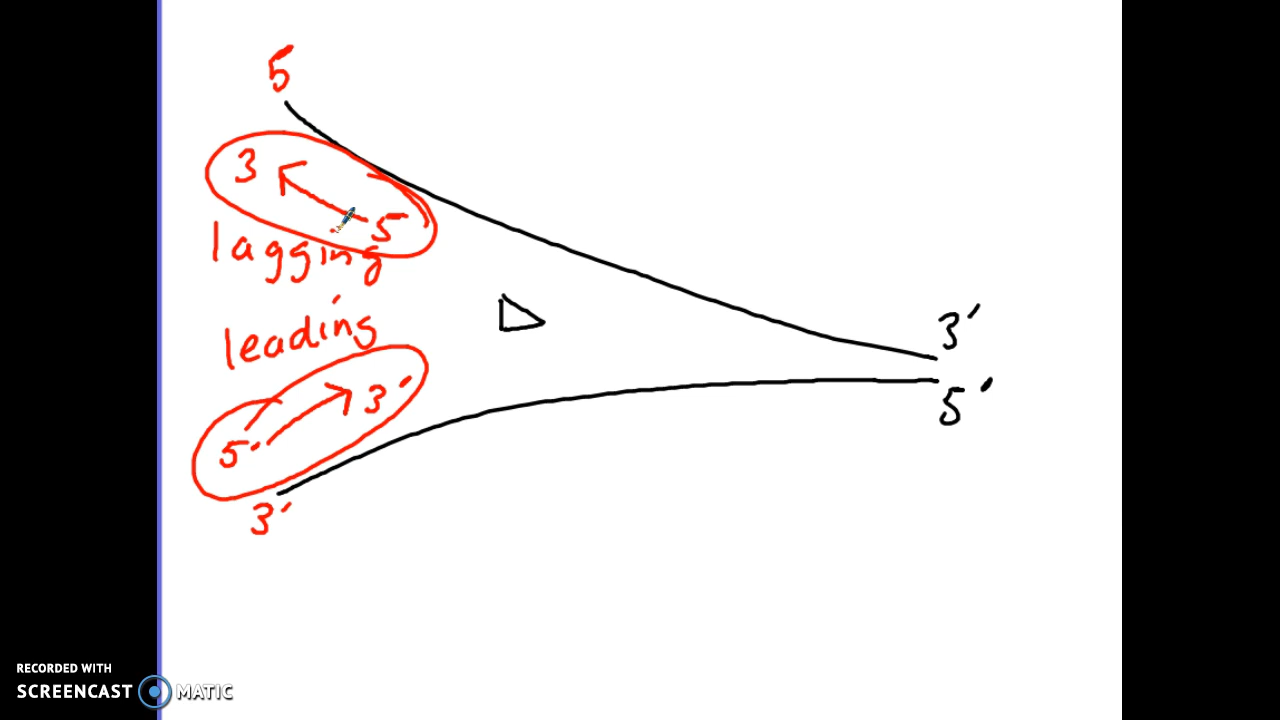 5
3
5
lagging
leading
3'
5'
3'
5'
3'
RECORDED WITH
SCREENCAST MATIC